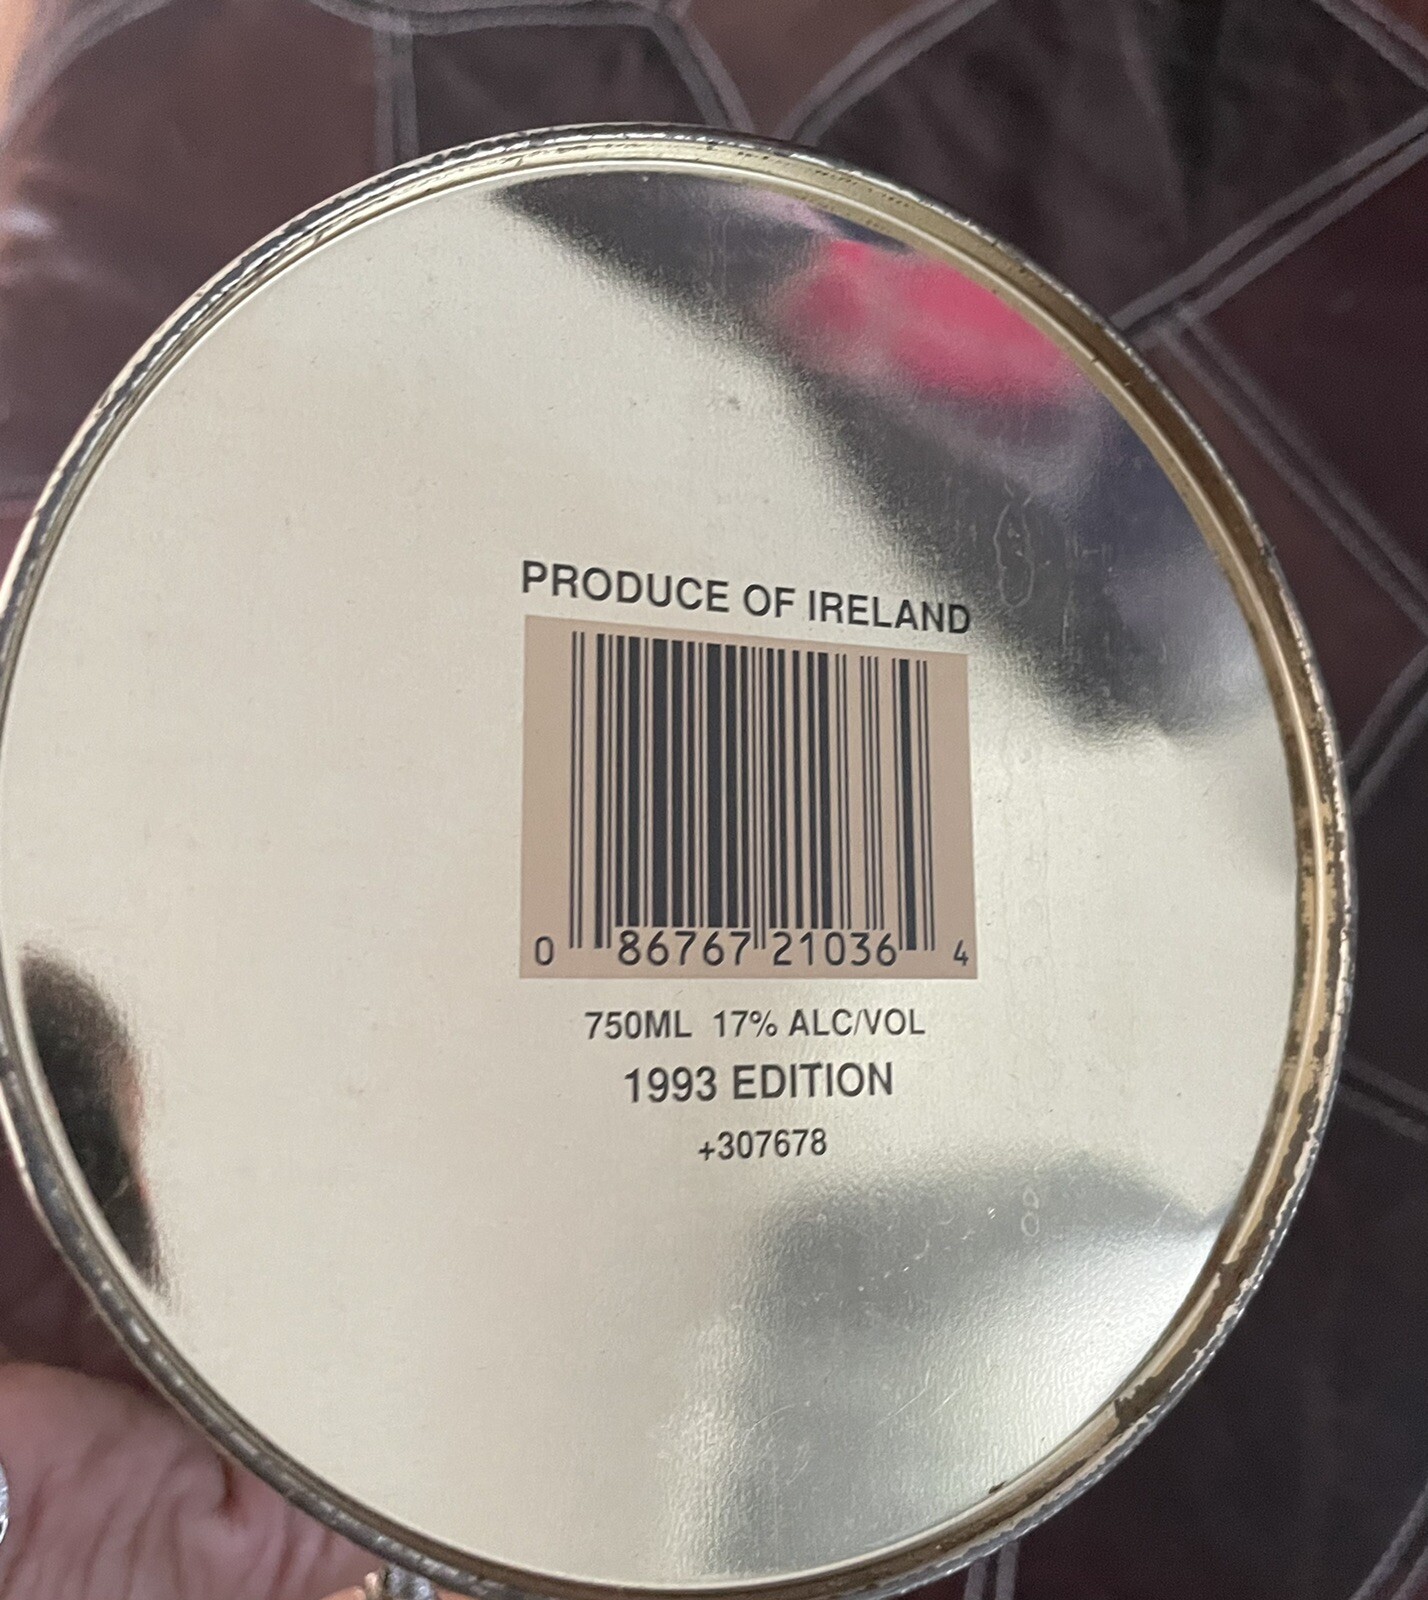 PRODUCE OF IRELAND
0 86767 21036 4
750ML 17% ALC/VOL
1993 EDITION
+307678